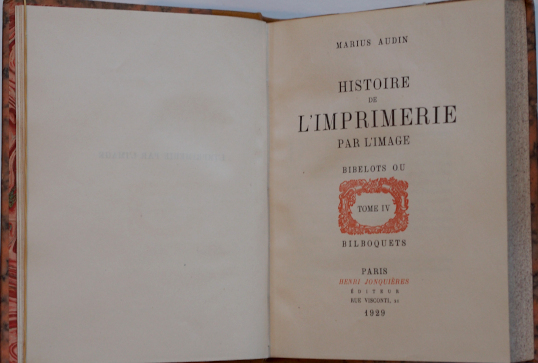 MARIUS AUDIN
HISTOIRE
DE
L'IMPRIMERIE
PAR L'IMAGE
BIBELOTS OU
TOME IV
BILBOQUETS
PARIS
HENRI JONQUIÈRES
ÉDITEUR
RUE VISCONTI, 21
1929